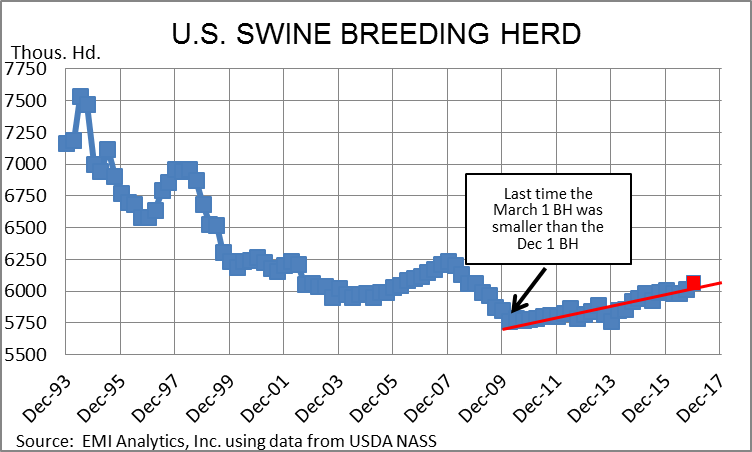 U.S. SWINE BREEDING HERD
Thous. Hd.
7750
7500
7250
7000
6750
6500
6250
6000
5750
5500
Last time the
March 1 BH was
smaller than the
Dec 1 BH
Dec-93
Dec-95
Dec-97
Dec-99
Dec-01
Dec-03
Dec-05
Dec-07
Dec-09
Dec-11
Dec-13
Dec-15
Dec-17
Source:  EMI Analytics, Inc. using data from USDA NASS